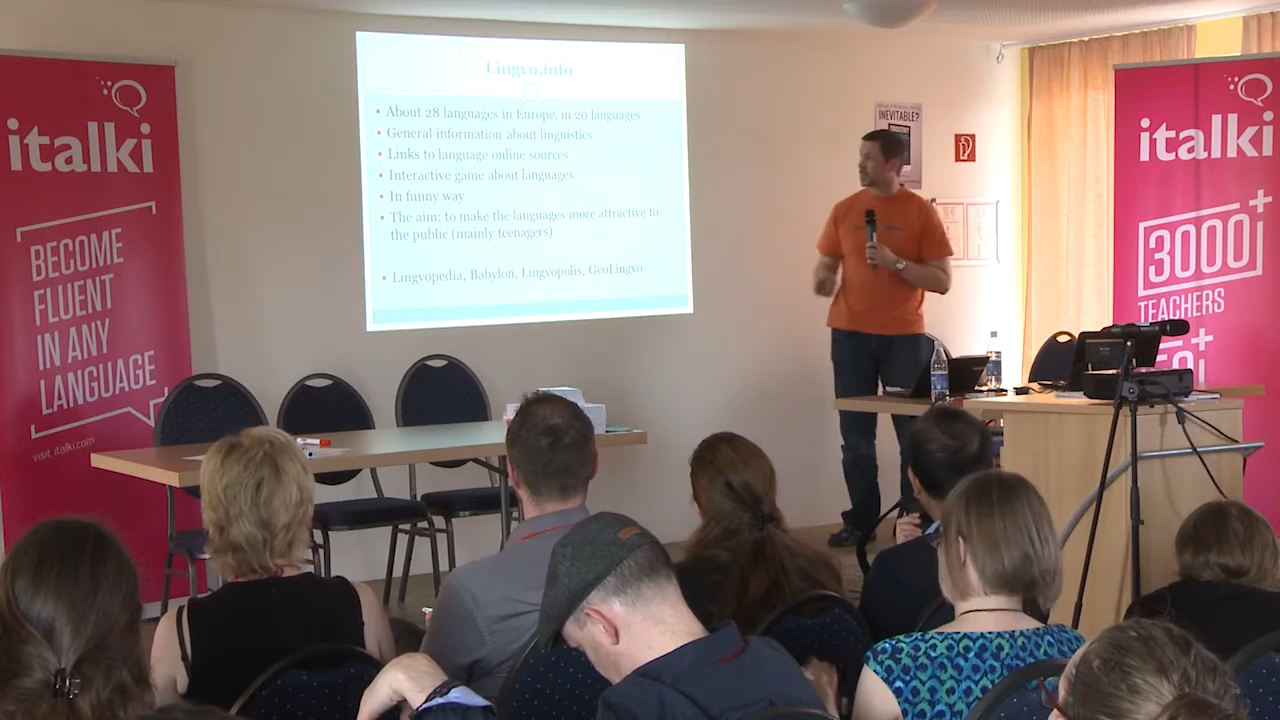 italki
BECOME
FLUENT
IN ANY
LANGUAGE
visit italki.com
Lingvo.info
• About 28 languages in Europe, in 20 languages
• General information about linguistics
• Links to language online sources
• Interactive game about languages
• In funny way
• The aim: to make the languages more attractive to
the public (mainly teenagers)
• Lingvopedia, Babylon, Lingvopolis, GeoLingvo
INEVITABLE?
italki
3000+
TEACHERS